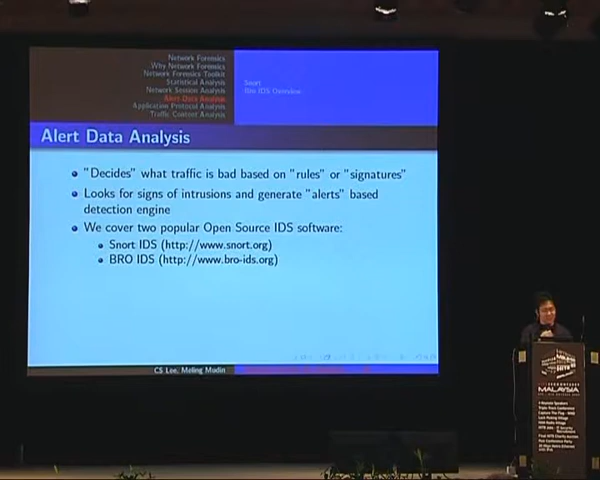 Network Forensics
Why Network Forensics
Network Forensics Toolkit
Statistical Analysis
Network Session Analysis
Alert Data Analysis
Application Protocol Analysis
Traffic Content Analysis
Snort
Bro IDS Overview
Alert Data Analysis
"Decides" what traffic is bad based on "rules" or "signatures"
Looks for signs of intrusions and generate "alerts" based
detection engine
We cover two popular Open Source IDS software:
Snort IDS (http://www.snort.org)
BRO IDS (http://www.bro-ids.org)
CS Lee, Meling Mudin
MALAYSIA